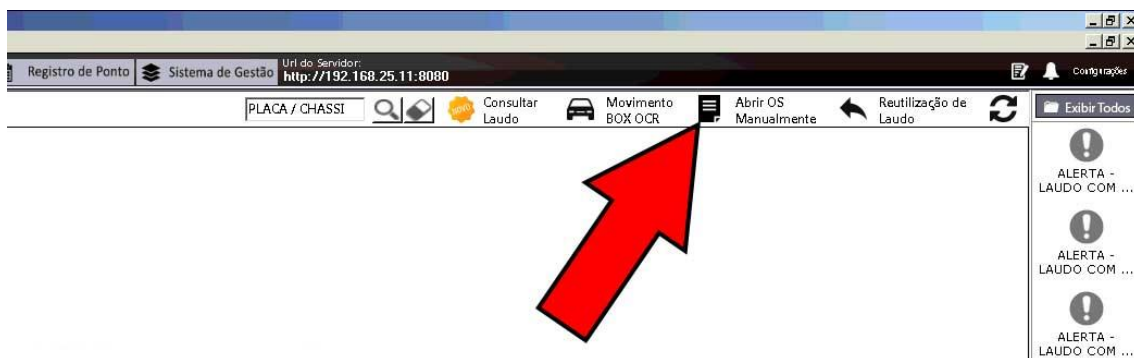 Registro de Ponto
Sistema de Gestão
Url do Servidor:
http://192.168.25.11:8080
Configurações
PLACA / CHASSI
NOVO
Consultar
Laudo
Movimento
BOX OCR
Abrir OS
Manualmente
Reutilização de
Laudo
Exibir Todos
ALERTA -
LAUDO COM ...
ALERTA -
LAUDO COM ...
ALERTA -
LAUDO COM ...